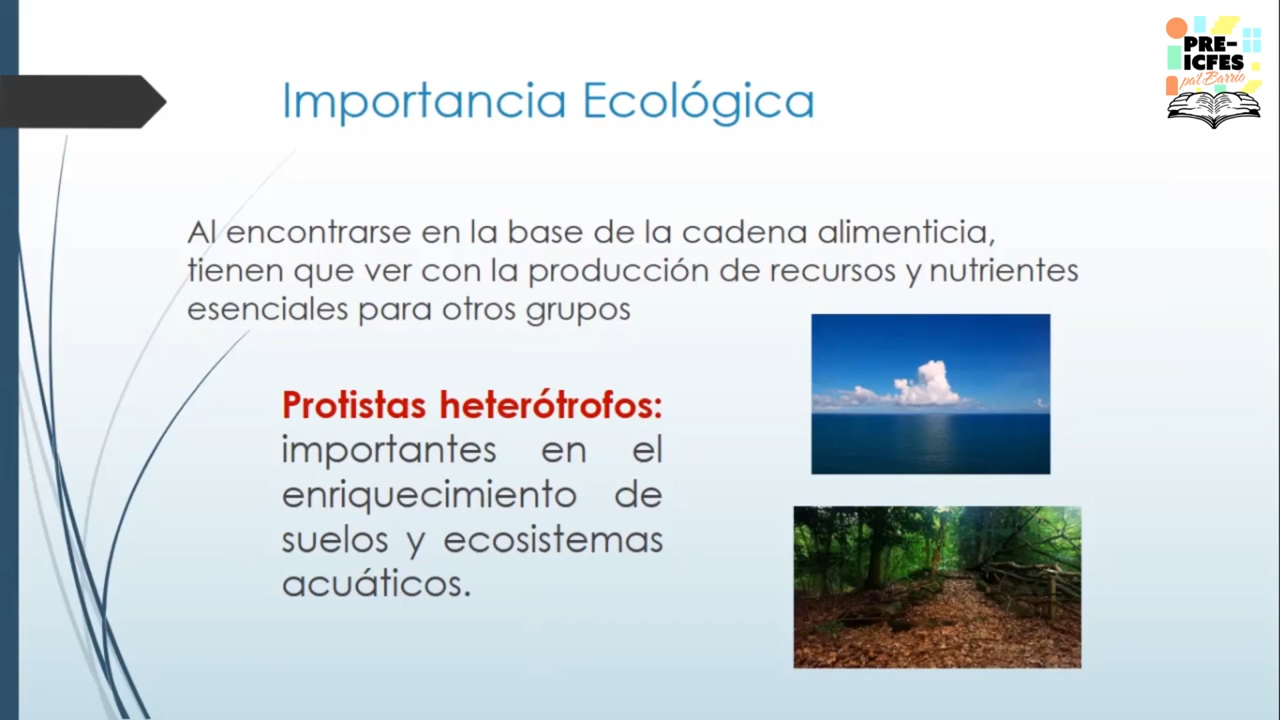 PRE-
ICFES
pa'l Barrio
Importancia Ecológica
Al encontrarse en la base de la cadena alimenticia,
tienen que ver con la producción de recursos y nutrientes
esenciales para otros grupos
Protistas heterótrofos:
importantes en el
enriquecimiento de
suelos y ecosistemas
acuáticos.